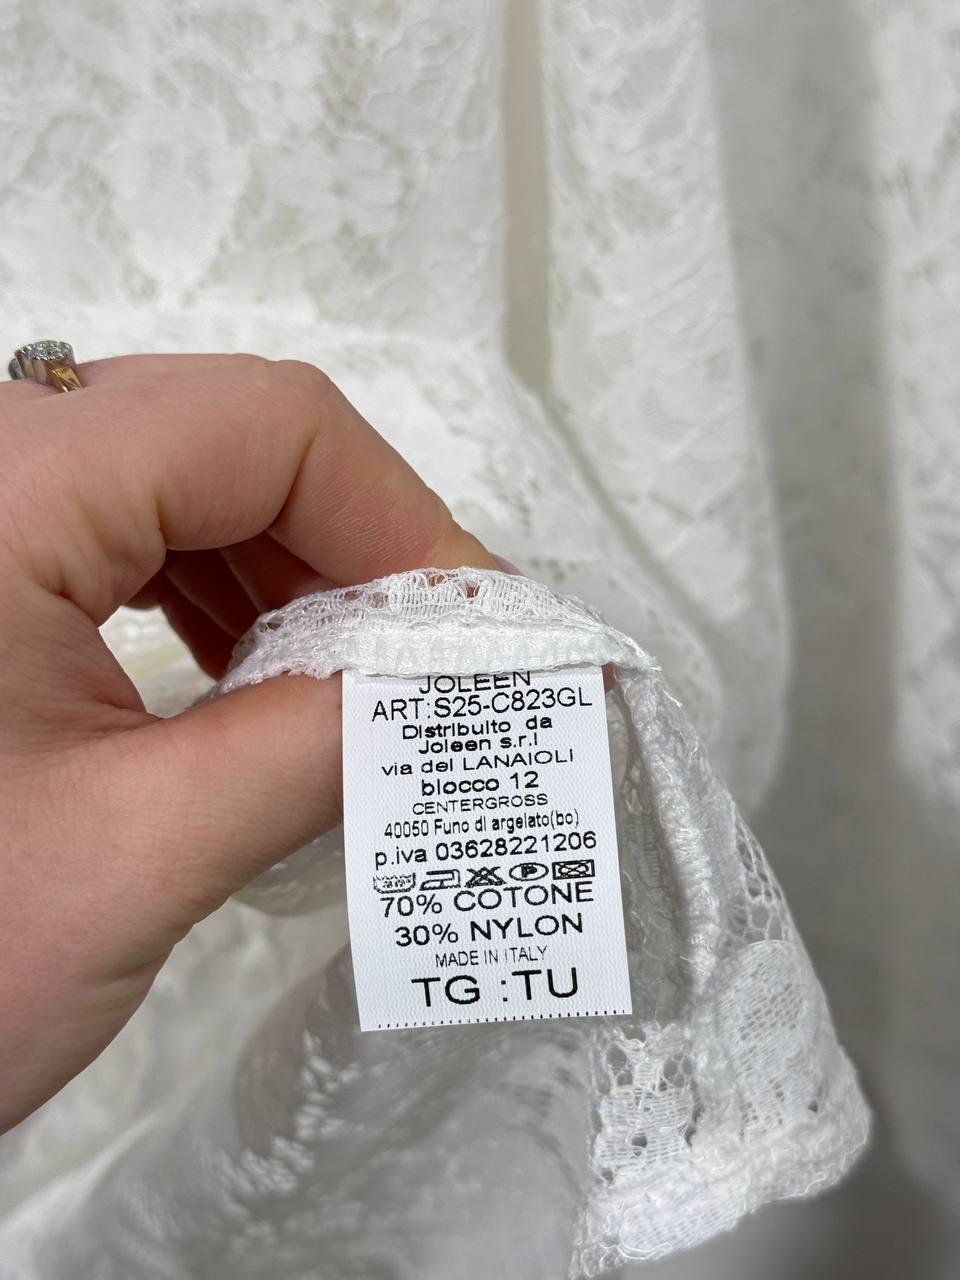 JOLEEN
ART:S25-C823GL
Distribuito da
Joleen s.r.l
via dei LANAIOLI
blocco 12
CENTERGROSS
40050 Funo di argelato(bo)
p.iva 03628221206
70% COTONE
30% NYLON
MADE IN ITALY
TG :TU